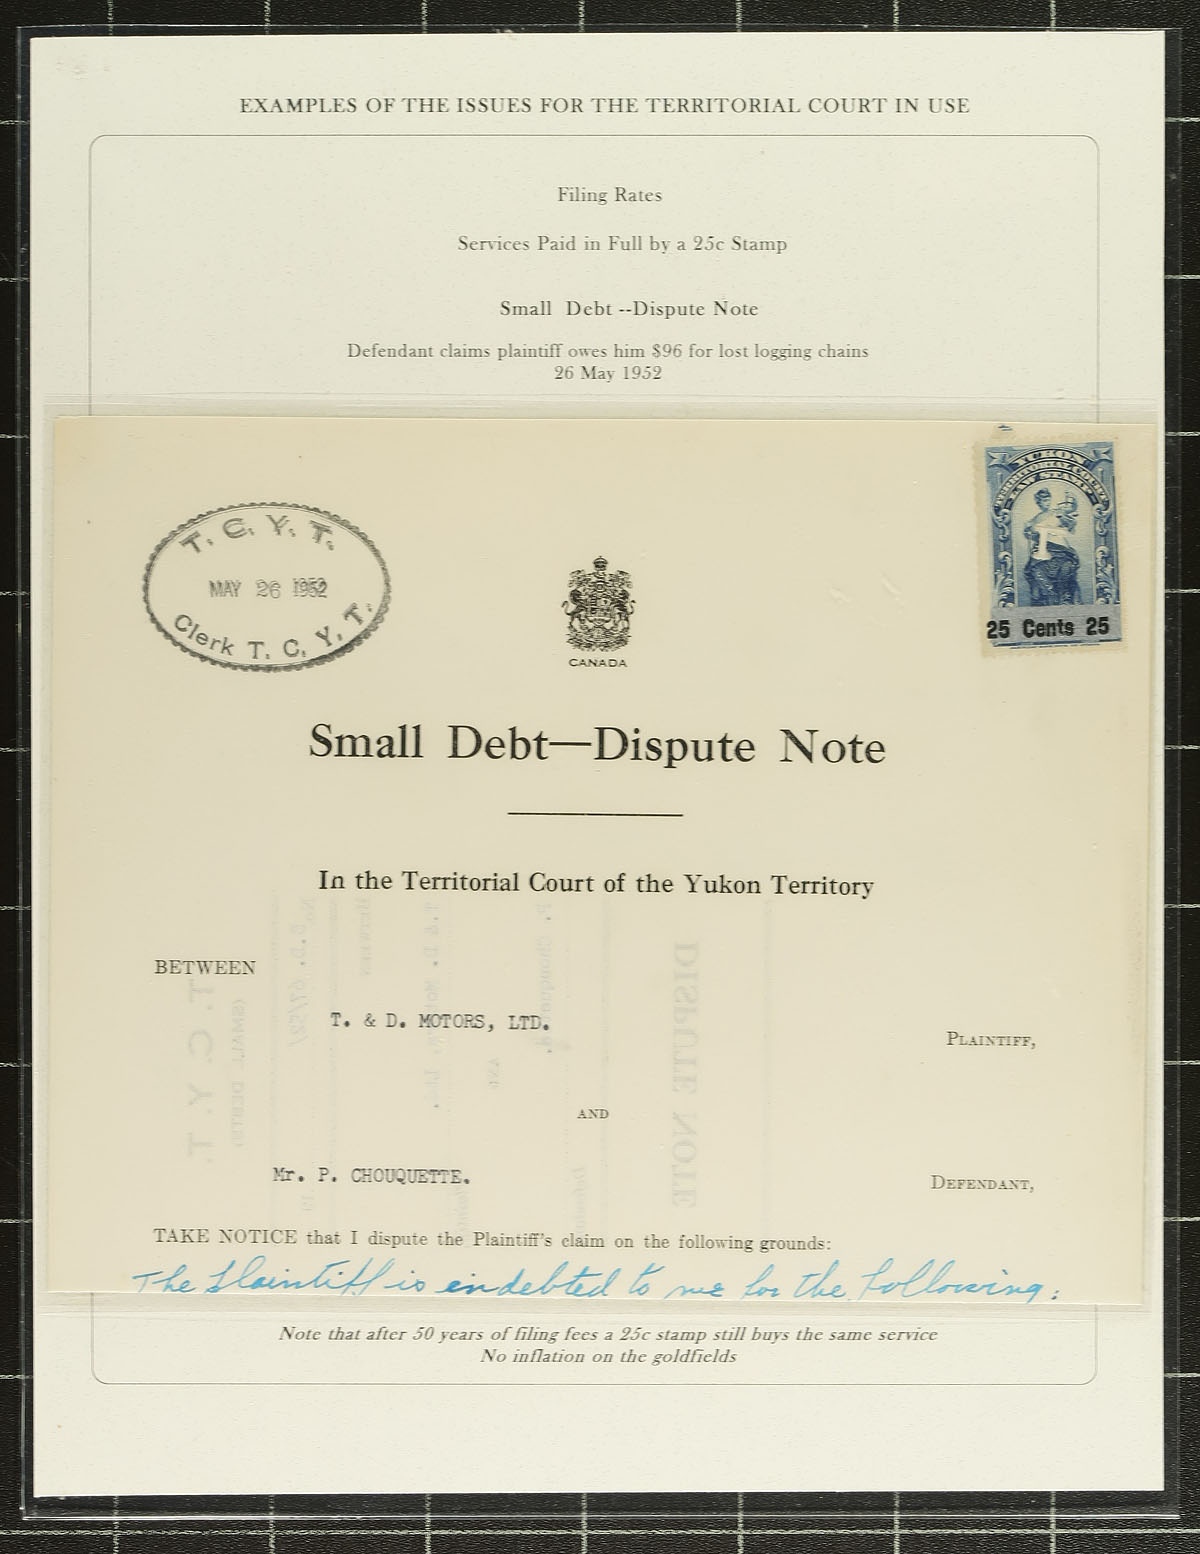 EXAMPLES OF THE ISSUES FOR THE TERRITORIAL COURT IN USE
Filing Rates
Services Paid in Full by a 25c Stamp
Small Debt --Dispute Note
Defendant claims plaintiff owes him $96 for lost logging chains
26 May 1952
YUKON
TERRITORIAL COURT
LAW STAMP
25 Cents 25
T. C. Y. T.
MAY 26 1952
Clerk T. C. Y. T.
CANADA
Small Debt—Dispute Note
In the Territorial Court of the Yukon Territory
BETWEEN
T. & D. MOTORS, LTD.
PLAINTIFF,
AND
Mr. P. CHOUQUETTE.
DEFENDANT,
TAKE NOTICE that I dispute the Plaintiff's claim on the following grounds:
The Plaintiff is indebted to me for the following:
Note that after 50 years of filing fees a 25c stamp still buys the same service
No inflation on the goldfields